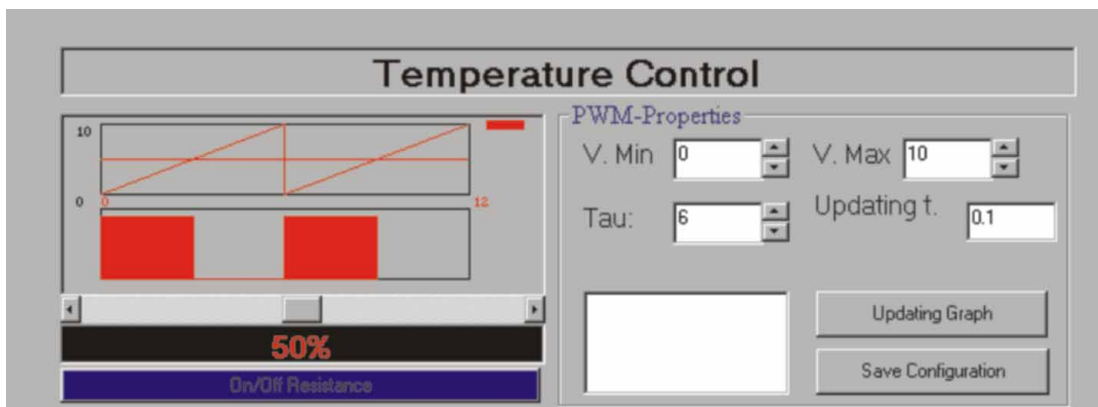 Temperature Control
10
0
0
12
50%
On/Off Resistance
PWM-Properties
V. Min 0
V. Max 10
Tau: 6
Updating t. 0.1
Updating Graph
Save Configuration